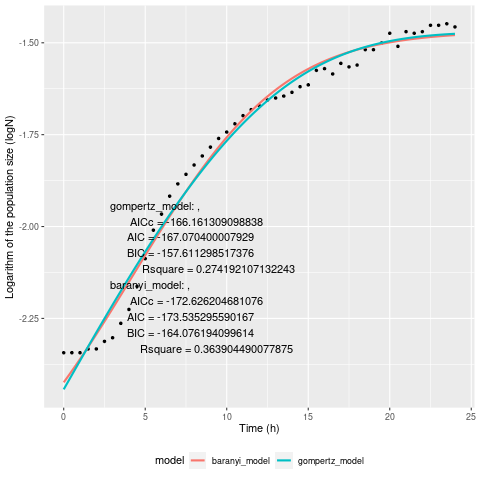 -1.50
-1.75
-2.00
-2.25
Logarithm of the population size (logN)
gompertz_model: ,
AICc = -166.161309098838
AIC = -167.070400007929
BIC = -157.611298517376
Rsquare = 0.274192107132243
baranyi_model: ,
AICc = -172.626204681076
AIC = -173.535295590167
BIC = -164.076194099614
Rsquare = 0.363904490077875
0 5 10 15 20 25
Time (h)
model baranyi_model gompertz_model